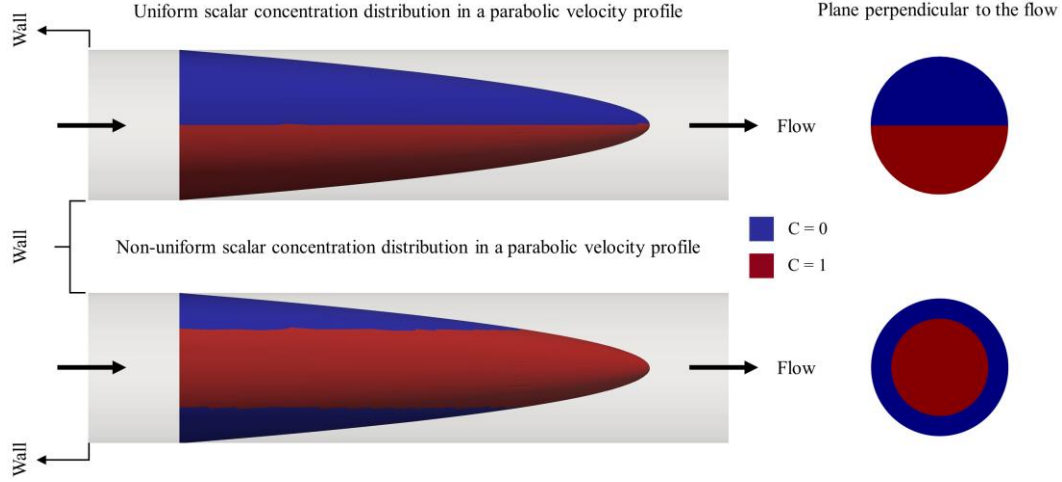 Uniform scalar concentration distribution in a parabolic velocity profile
Plane perpendicular to the flow
Wall
Flow
Wall
Non-uniform scalar concentration distribution in a parabolic velocity profile
C = 0
C = 1
Flow
Wall